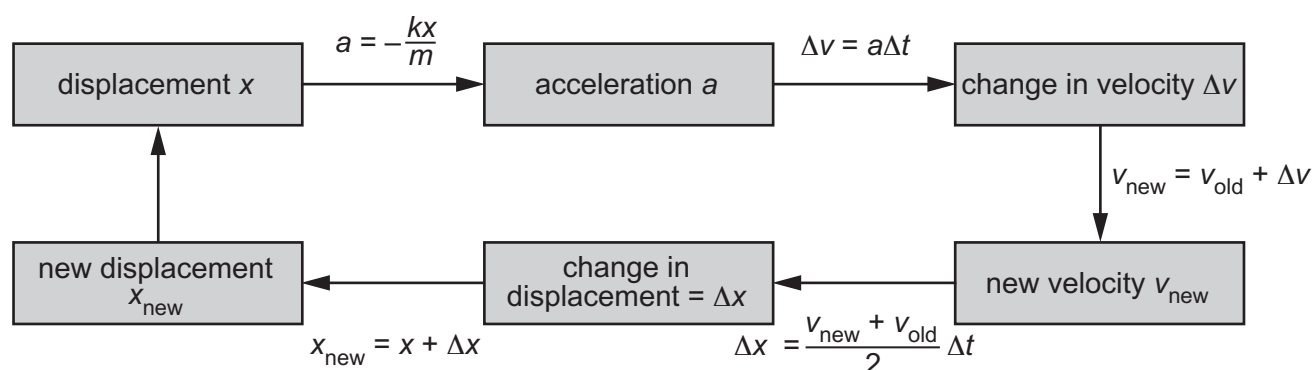 a = – kx/m
Δv = aΔt
displacement x
acceleration a
change in velocity Δv
v_new = v_old + Δv
new displacement
x_new
change in
displacement = Δx
new velocity v_new
x_new = x + Δx
Δx = (v_new + v_old)/2 Δt